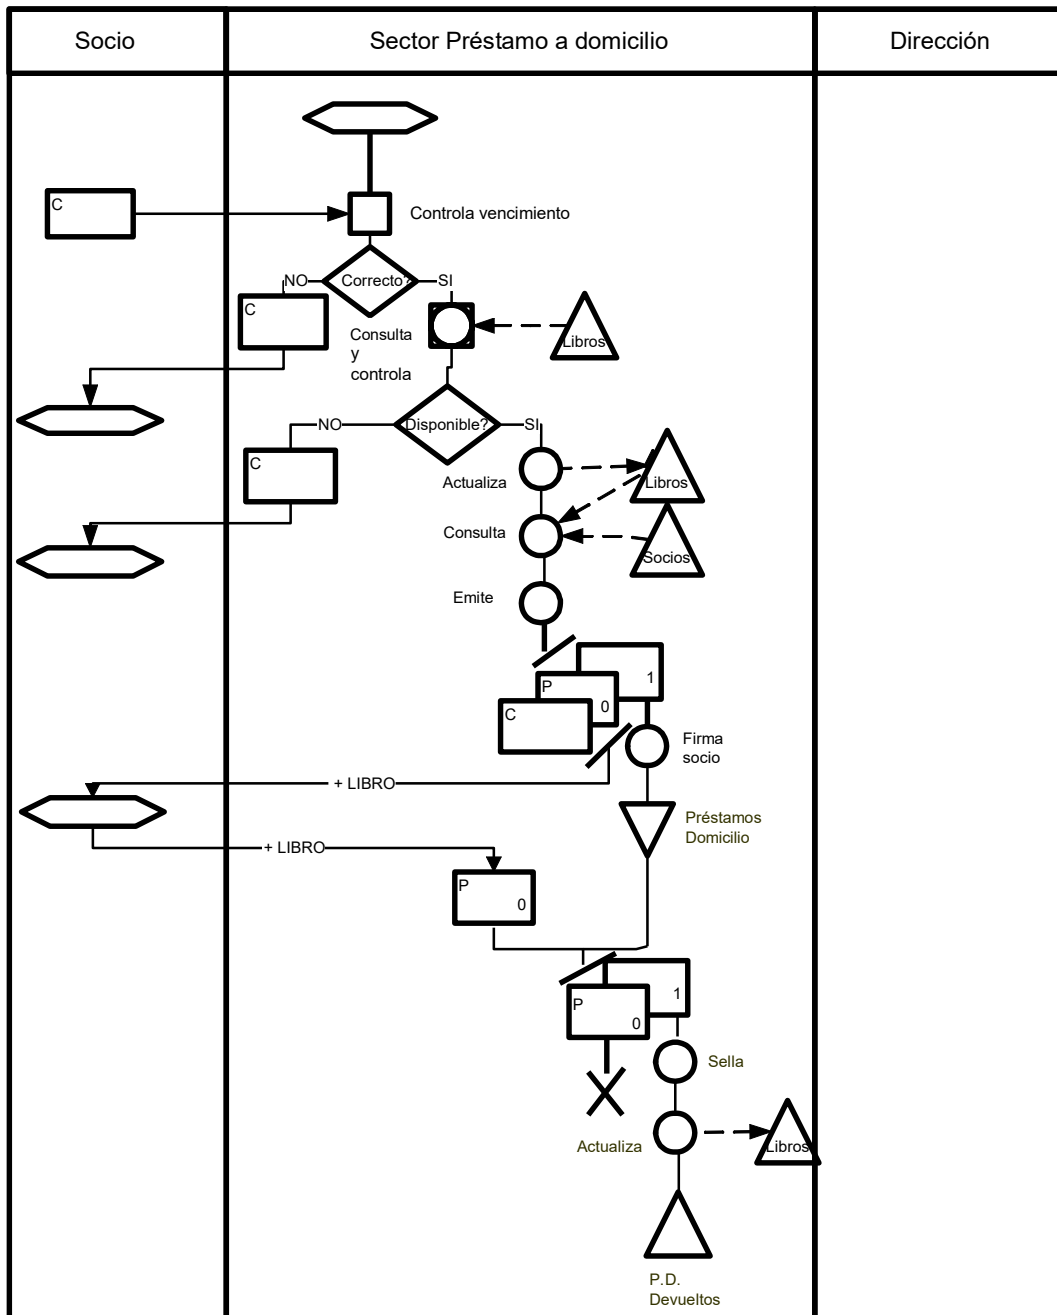 Socio
Sector Préstamo a domicilio
Dirección
C
Controla vencimiento
NO
Correcto?
SI
C
Consulta
y
controla
Libros
NO
Disponible?
SI
C
Actualiza
Libros
Consulta
Socios
Emite
1
P
0
C
Firma
socio
+ LIBRO
Préstamos
Domicilio
+ LIBRO
P
0
1
P
0
Sella
Actualiza
Libros
P.D.
Devueltos